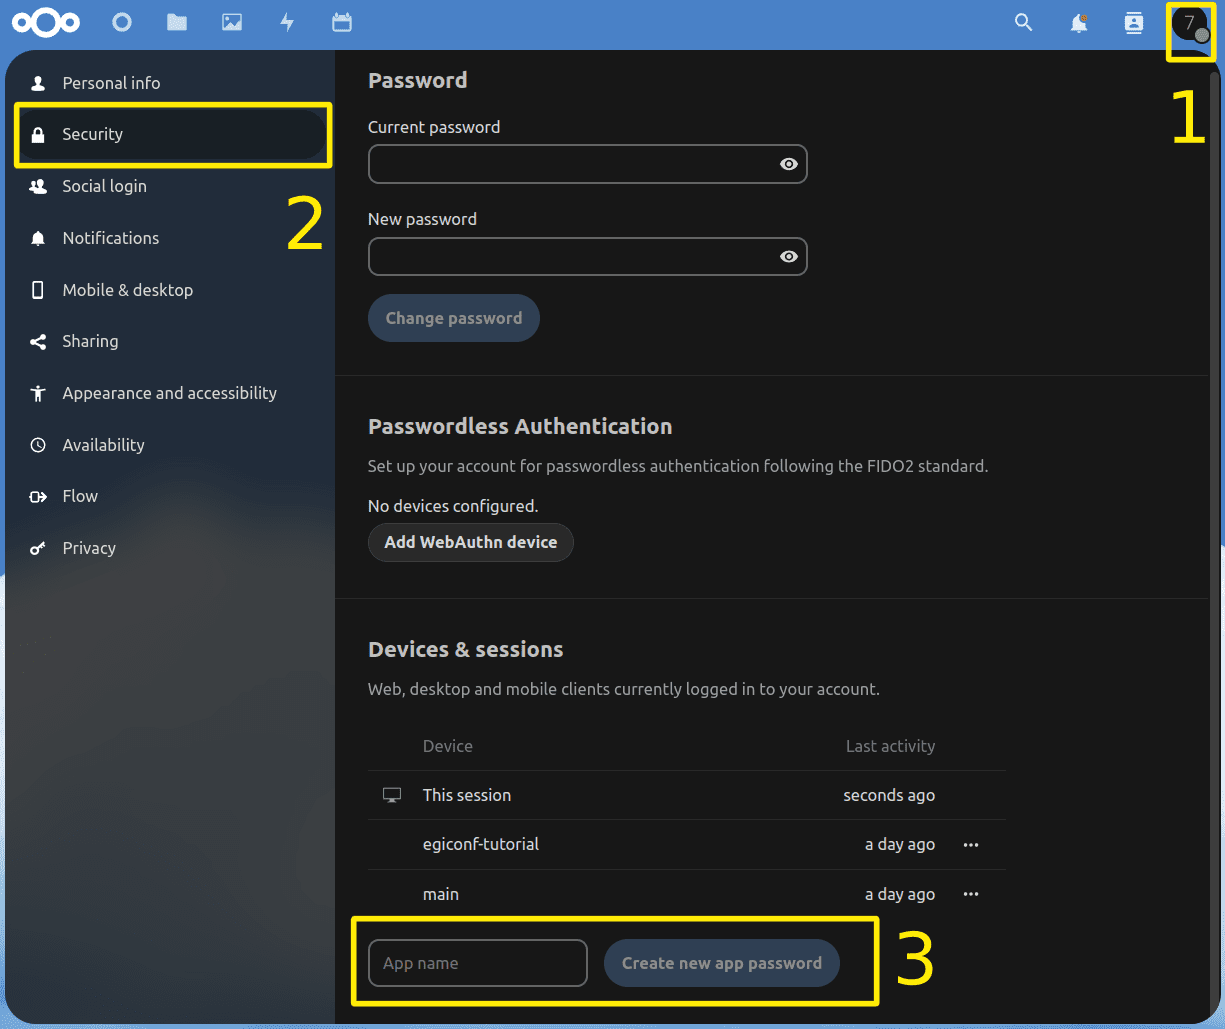 7
1
Personal info
Security
2
Social login
Notifications
Mobile & desktop
Sharing
Appearance and accessibility
Availability
Flow
Privacy
Password
Current password
New password
Change password
Passwordless Authentication
Set up your account for passwordless authentication following the FIDO2 standard.
No devices configured.
Add WebAuthn device
Devices & sessions
Web, desktop and mobile clients currently logged in to your account.
Device Last activity
This session seconds ago
egiconf-tutorial a day ago
main a day ago
App name Create new app password 3